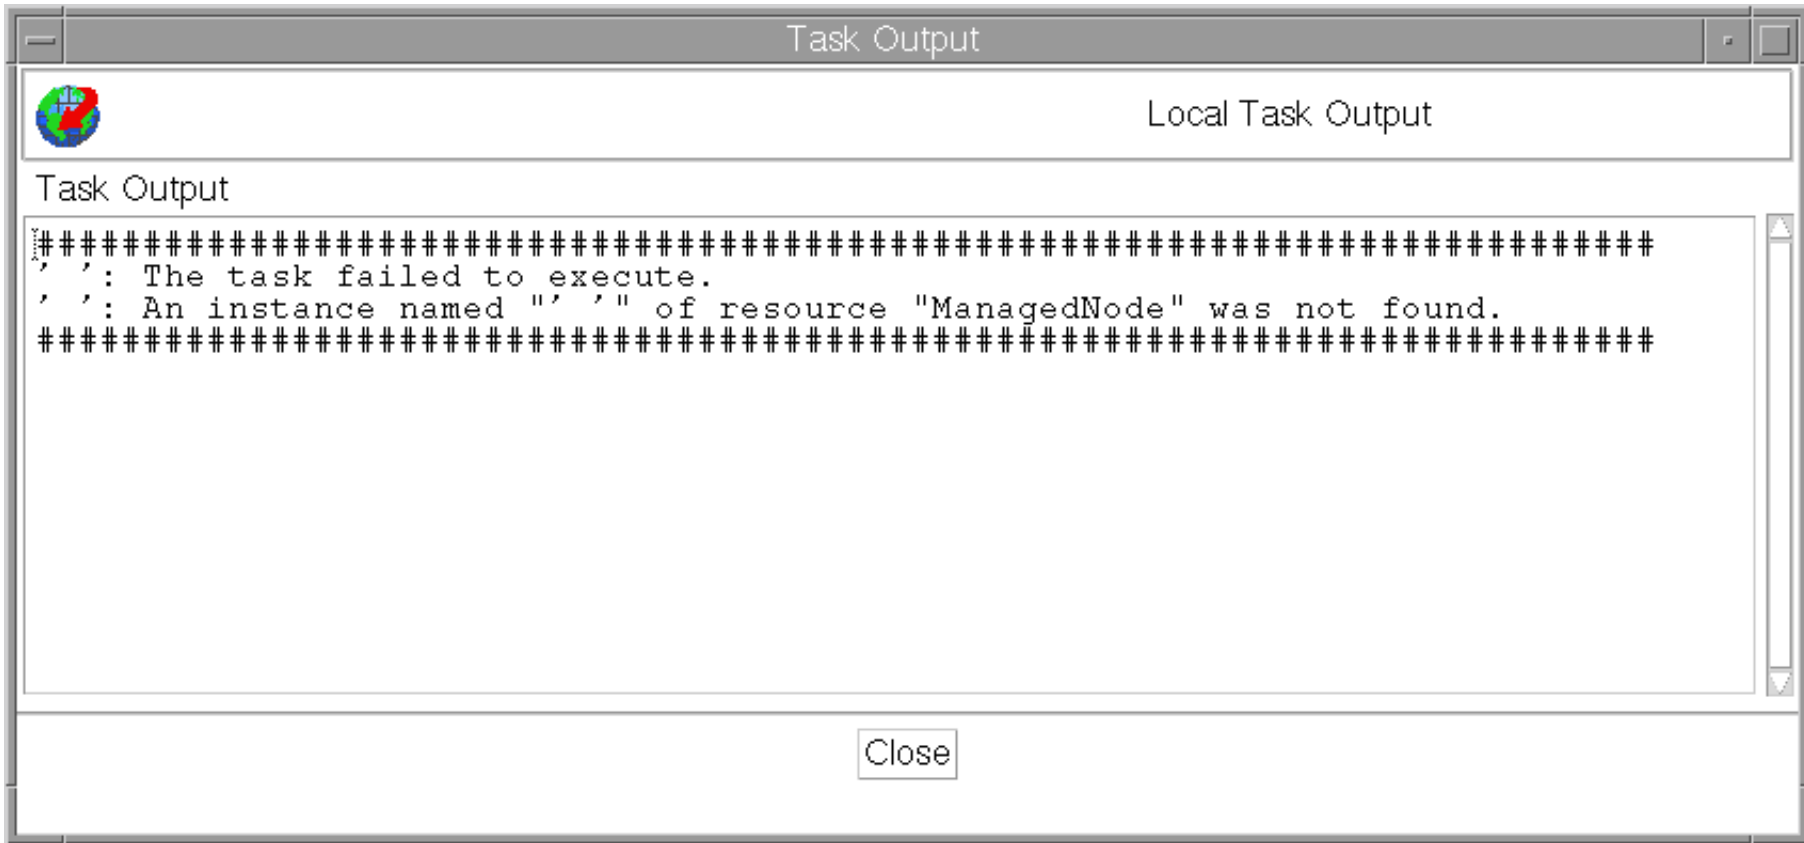 Task Output
Local Task Output
Task Output
############################################################################
' ': The task failed to execute.
' ': An instance named "' '" of resource "ManagedNode" was not found.
############################################################################
Close